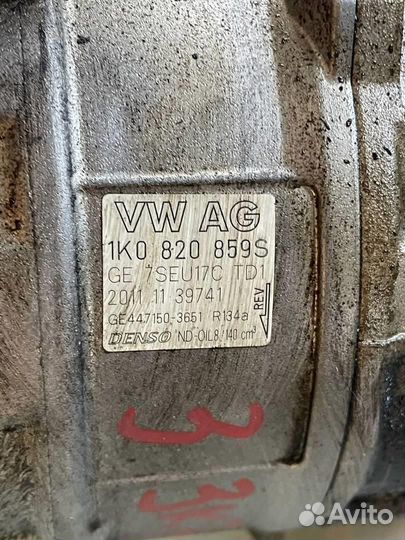 VW AG
1K0 820 859S
GE 7SEU17C TD1
2011 11 39741
GE447150-3651 R134a
DENSO ND-OIL8/140 cm³
REV
3
3
Avito